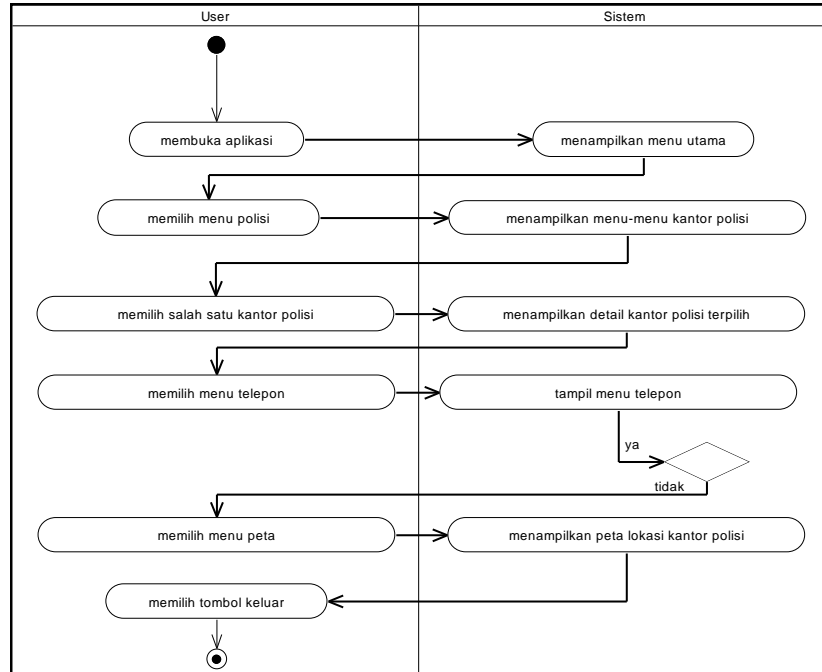 User
Sistem
membuka aplikasi
menampilkan menu utama
memilih menu polisi
menampilkan menu-menu kantor polisi
memilih salah satu kantor polisi
menampilkan detail kantor polisi terpilih
memilih menu telepon
tampil menu telepon
ya
tidak
memilih menu peta
menampilkan peta lokasi kantor polisi
memilih tombol keluar